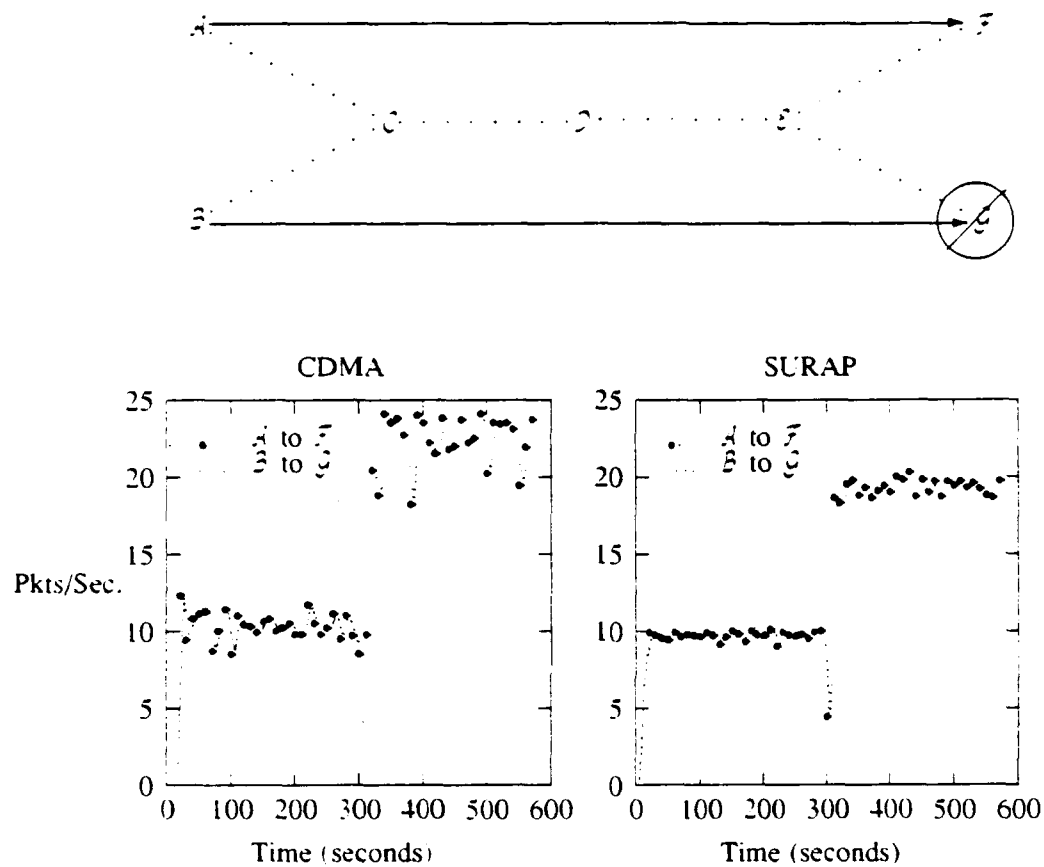 A F
C D E
B G
CDMA SURAP
25 25
A to F A to F
B to G B to G
20 20
15 15
Pkts/Sec.
10 10
5 5
0 0
0 100 200 300 400 500 600 0 100 200 300 400 500 600
Time (seconds) Time (seconds)